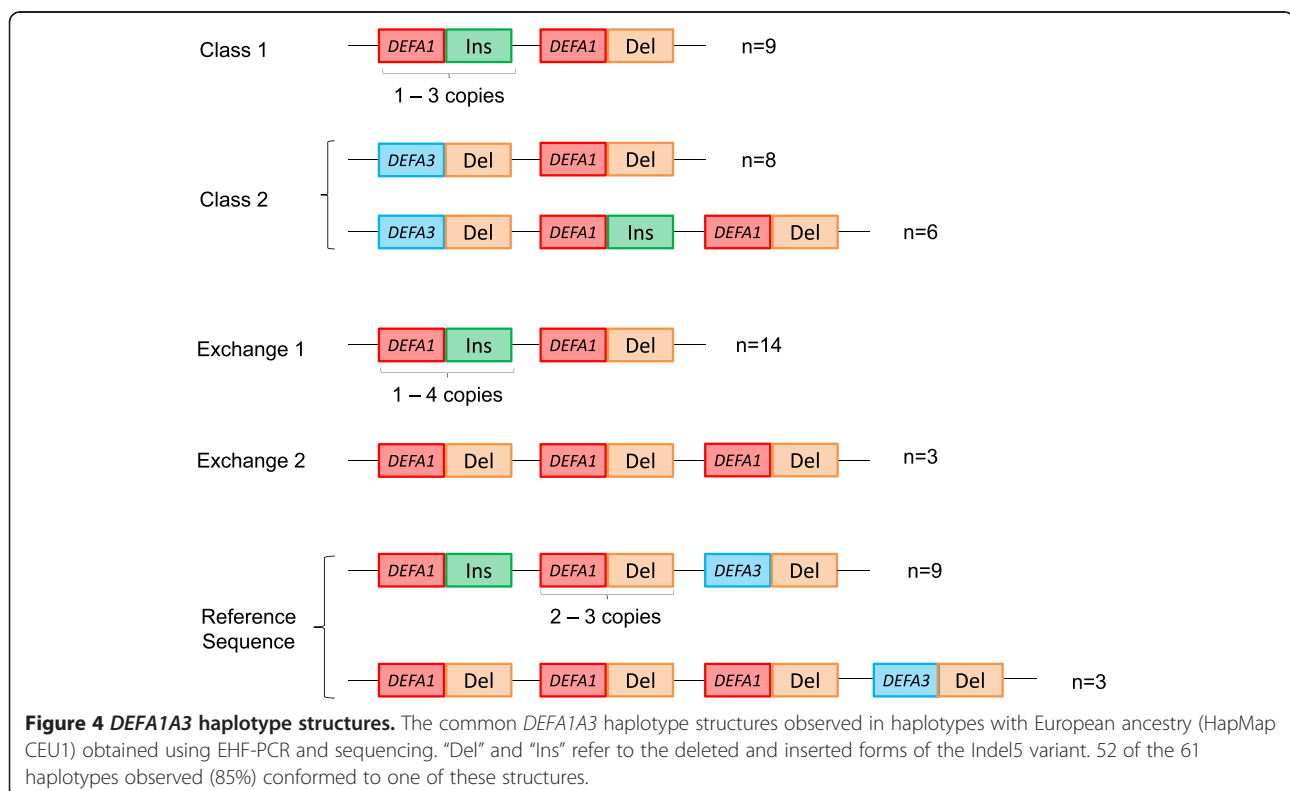 Class 1 DEFA1 Ins DEFA1 Del n=9
1 – 3 copies
DEFA3 Del DEFA1 Del n=8
Class 2
DEFA3 Del DEFA1 Ins DEFA1 Del n=6
Exchange 1 DEFA1 Ins DEFA1 Del n=14
1 – 4 copies
Exchange 2 DEFA1 Del DEFA1 Del DEFA1 Del n=3
DEFA1 Ins DEFA1 Del DEFA3 Del n=9
2 – 3 copies
Reference
Sequence
DEFA1 Del DEFA1 Del DEFA1 Del DEFA3 Del n=3
Figure 4 DEFA1A3 haplotype structures. The common DEFA1A3 haplotype structures observed in haplotypes with European ancestry (HapMap
CEU1) obtained using EHF-PCR and sequencing. “Del” and “Ins” refer to the deleted and inserted forms of the Indel5 variant. 52 of the 61
haplotypes observed (85%) conformed to one of these structures.